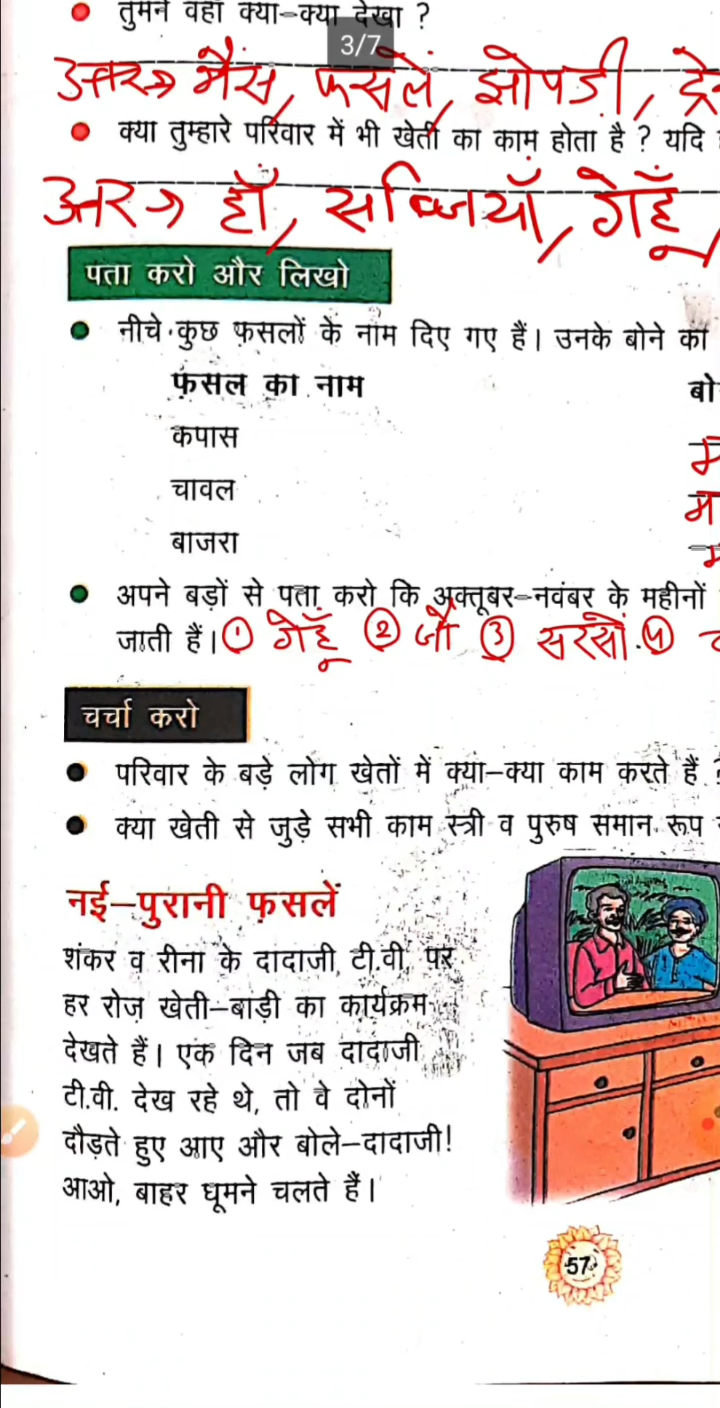 तुमने वहाँ क्या-क्या देखा ?
3/7
उत्तर→ भैंस, फसलें, झोपड़ी,
क्या तुम्हारे परिवार में भी खेती का काम होता है ? यदि
हाँ, सब्जियाँ, गेहूँ,
पता करो और लिखो
नीचे कुछ फ़सलों के नाम दिए गए हैं। उनके बोने का
फ़सल का नाम
कपास
चावल
बाजरा
अपने बड़ों से पता करो कि अक्तूबर-नवंबर के महीनों
जाती हैं। ① गेहूँ ② जौ ③ सरसों. ④
चर्चा करो
परिवार के बड़े लोग खेतों में क्या-क्या काम करते हैं ?
क्या खेती से जुड़े सभी काम स्त्री व पुरुष समान रूप
नई-पुरानी फ़सलें
शंकर व रीना के दादाजी टी.वी. पर
हर रोज़ खेती-बाड़ी का कार्यक्रम
देखते हैं। एक दिन जब दादाजी
टी.वी. देख रहे थे, तो वे दोनों
दौड़ते हुए आए और बोले-दादाजी!
आओ, बाहर घूमने चलते हैं।
57